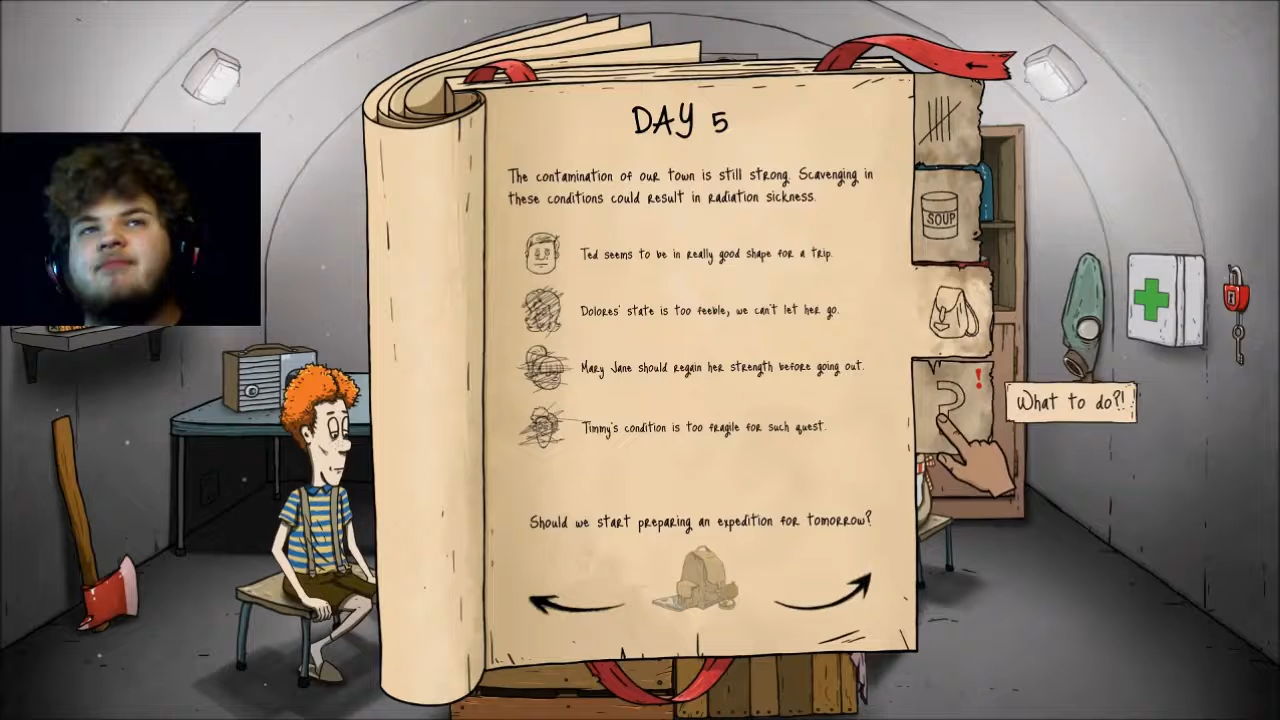 DAY 5
The contamination of our town is still strong. Scavenging in
these conditions could result in radiation sickness.
SOUP
Ted seems to be in really good shape for a trip.
Dolores' state is too feeble, we can't let her go.
Mary Jane should regain her strength before going out.
What to do?!
Timmy's condition is too fragile for such quest.
Should we start preparing an expedition for tomorrow?